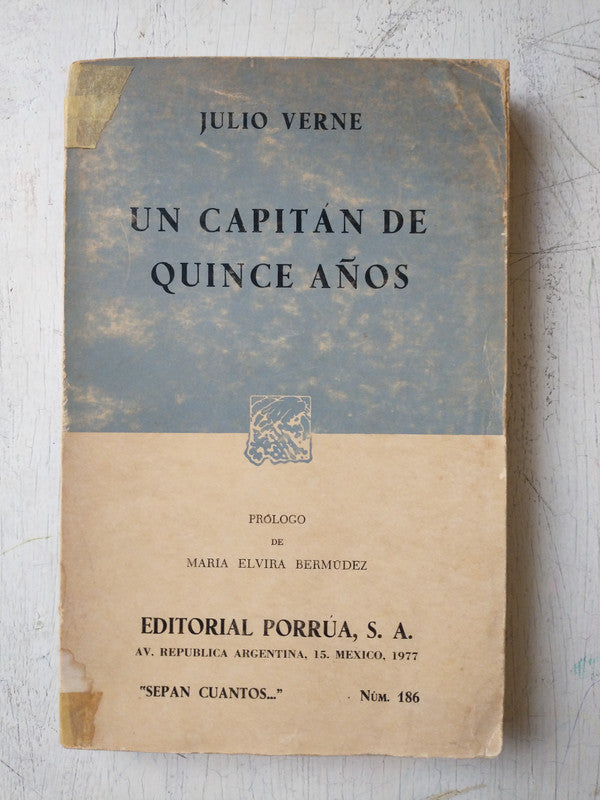 JULIO VERNE
UN CAPITÁN DE
QUINCE AÑOS
PRÓLOGO
DE
MARIA ELVIRA BERMÚDEZ
EDITORIAL PORRÚA, S. A.
AV. REPUBLICA ARGENTINA, 15. MEXICO, 1977
"SEPAN CUANTOS..." NÚM. 186